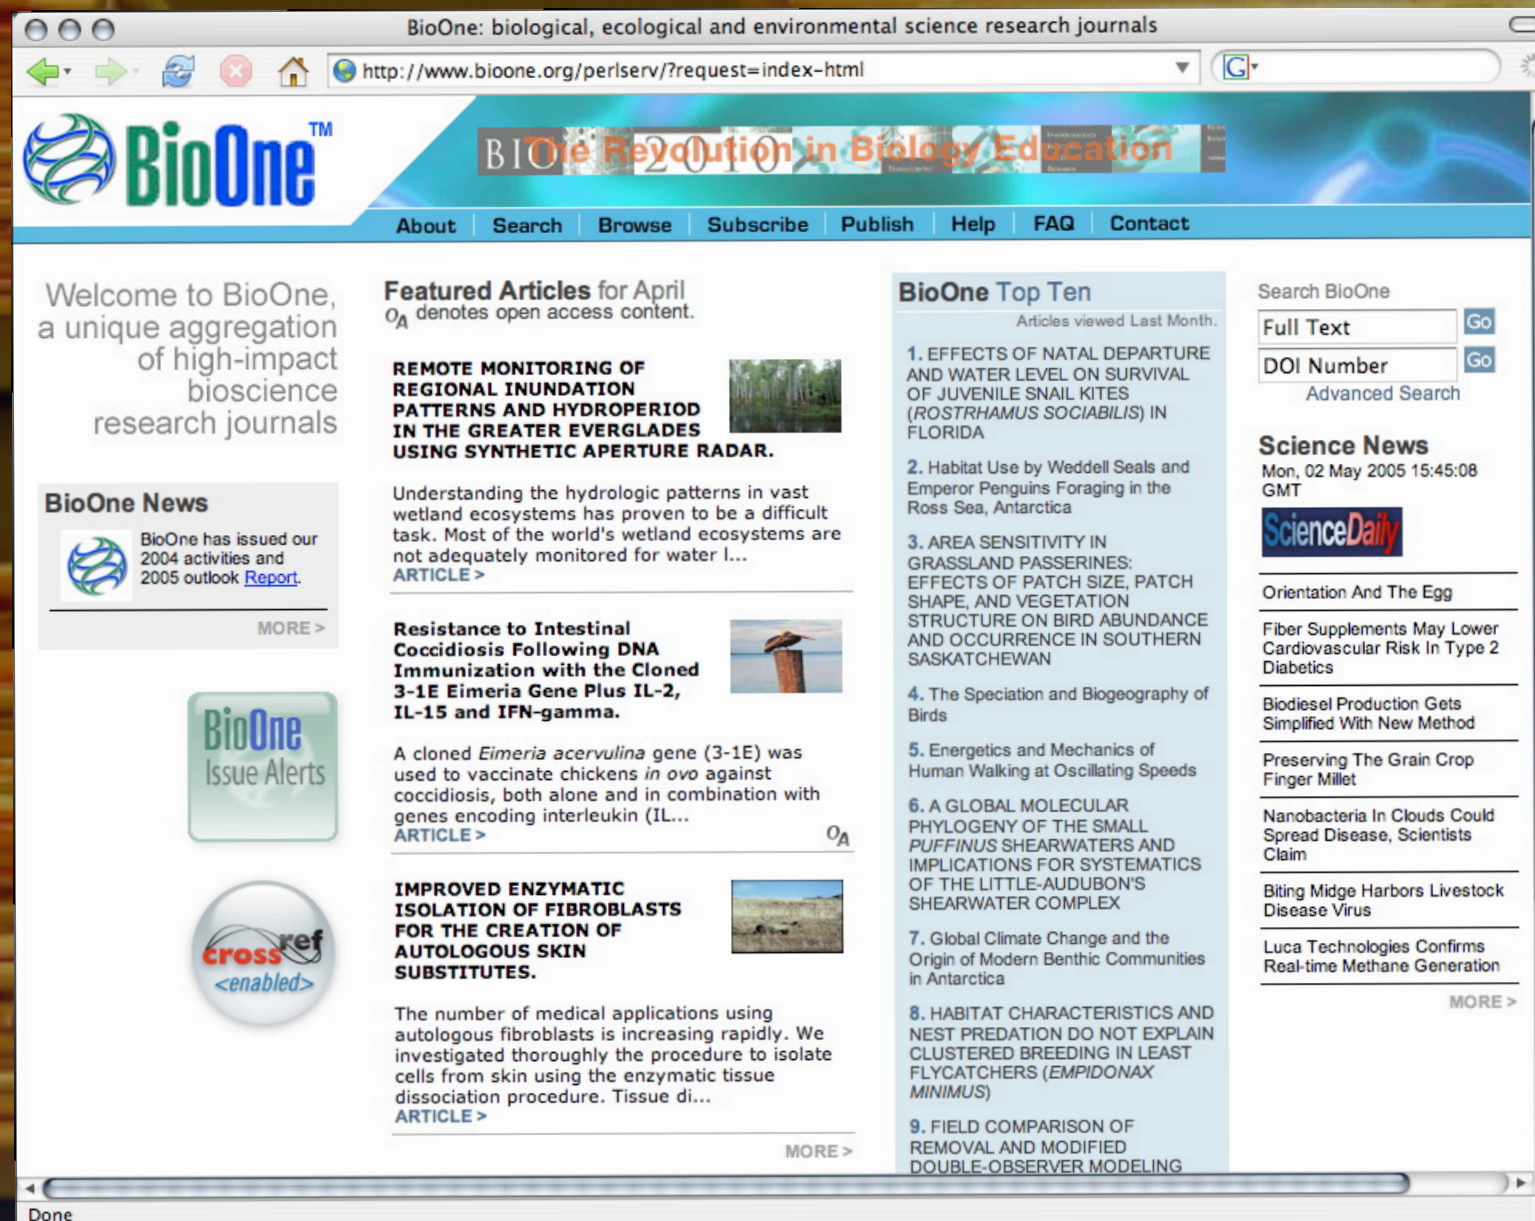 BioOne: biological, ecological and environmental science research journals
http://www.bioone.org/perlserv/?request=index-html
G
BioOne™
BIO 2010
The Revolution in Biology Education
About Search Browse Subscribe Publish Help FAQ Contact
Welcome to BioOne,
a unique aggregation
of high-impact
bioscience
research journals
BioOne News
BioOne has issued our
2004 activities and
2005 outlook Report.
MORE >
BioOne
Issue Alerts
crossref
<enabled>
Featured Articles for April
OA denotes open access content.
REMOTE MONITORING OF
REGIONAL INUNDATION
PATTERNS AND HYDROPERIOD
IN THE GREATER EVERGLADES
USING SYNTHETIC APERTURE RADAR.
Understanding the hydrologic patterns in vast
wetland ecosystems has proven to be a difficult
task. Most of the world's wetland ecosystems are
not adequately monitored for water l...
ARTICLE >
Resistance to Intestinal
Coccidiosis Following DNA
Immunization with the Cloned
3-1E Eimeria Gene Plus IL-2,
IL-15 and IFN-gamma.
A cloned Eimeria acervulina gene (3-1E) was
used to vaccinate chickens in ovo against
coccidiosis, both alone and in combination with
genes encoding interleukin (IL...
ARTICLE >
OA
IMPROVED ENZYMATIC
ISOLATION OF FIBROBLASTS
FOR THE CREATION OF
AUTOLOGOUS SKIN
SUBSTITUTES.
The number of medical applications using
autologous fibroblasts is increasing rapidly. We
investigated thoroughly the procedure to isolate
cells from skin using the enzymatic tissue
dissociation procedure. Tissue di...
ARTICLE >
MORE >
BioOne Top Ten
Articles viewed Last Month.
1. EFFECTS OF NATAL DEPARTURE
AND WATER LEVEL ON SURVIVAL
OF JUVENILE SNAIL KITES
(ROSTRHAMUS SOCIABILIS) IN
FLORIDA
2. Habitat Use by Weddell Seals and
Emperor Penguins Foraging in the
Ross Sea, Antarctica
3. AREA SENSITIVITY IN
GRASSLAND PASSERINES:
EFFECTS OF PATCH SIZE, PATCH
SHAPE, AND VEGETATION
STRUCTURE ON BIRD ABUNDANCE
AND OCCURRENCE IN SOUTHERN
SASKATCHEWAN
4. The Speciation and Biogeography of
Birds
5. Energetics and Mechanics of
Human Walking at Oscillating Speeds
6. A GLOBAL MOLECULAR
PHYLOGENY OF THE SMALL
PUFFINUS SHEARWATERS AND
IMPLICATIONS FOR SYSTEMATICS
OF THE LITTLE-AUDUBON'S
SHEARWATER COMPLEX
7. Global Climate Change and the
Origin of Modern Benthic Communities
in Antarctica
8. HABITAT CHARACTERISTICS AND
NEST PREDATION DO NOT EXPLAIN
CLUSTERED BREEDING IN LEAST
FLYCATCHERS (EMPIDONAX
MINIMUS)
9. FIELD COMPARISON OF
REMOVAL AND MODIFIED
DOUBLE-OBSERVER MODELING
Search BioOne
Full Text Go
DOI Number Go
Advanced Search
Science News
Mon, 02 May 2005 15:45:08
GMT
ScienceDaily
Orientation And The Egg
Fiber Supplements May Lower
Cardiovascular Risk In Type 2
Diabetics
Biodiesel Production Gets
Simplified With New Method
Preserving The Grain Crop
Finger Millet
Nanobacteria In Clouds Could
Spread Disease, Scientists
Claim
Biting Midge Harbors Livestock
Disease Virus
Luca Technologies Confirms
Real-time Methane Generation
MORE >
Done